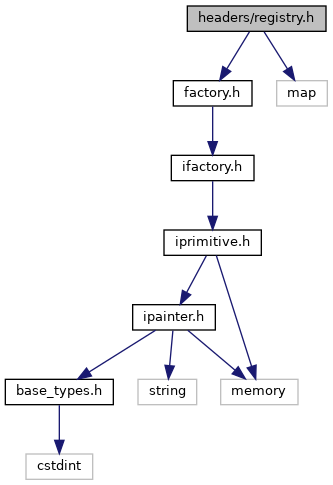 headers/registry.h
factory.h
map
ifactory.h
iprimitive.h
ipainter.h
base_types.h
string
memory
cstdint